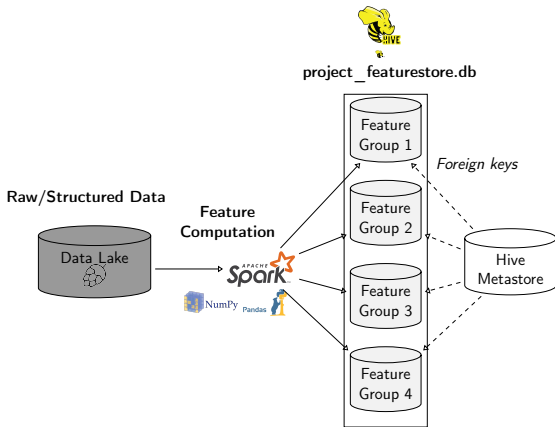 HIVE
project_featurestore.db
Feature
Group 1
Foreign keys
Raw/Structured Data
Feature
Computation
Feature
Group 2
Data Lake
APACHE
Spark
Hive
Metastore
NumPy
Pandas
Feature
Group 3
Feature
Group 4